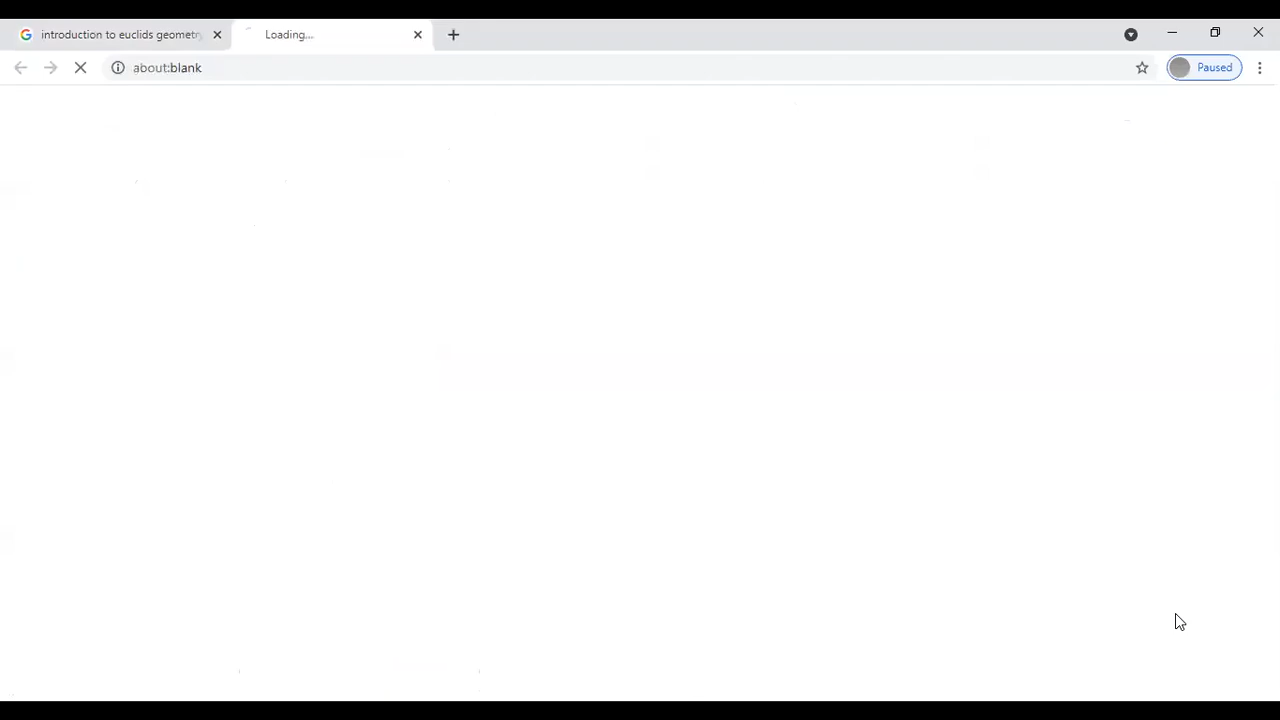 introduction to euclids geometry
Loading...
about:blank
Paused